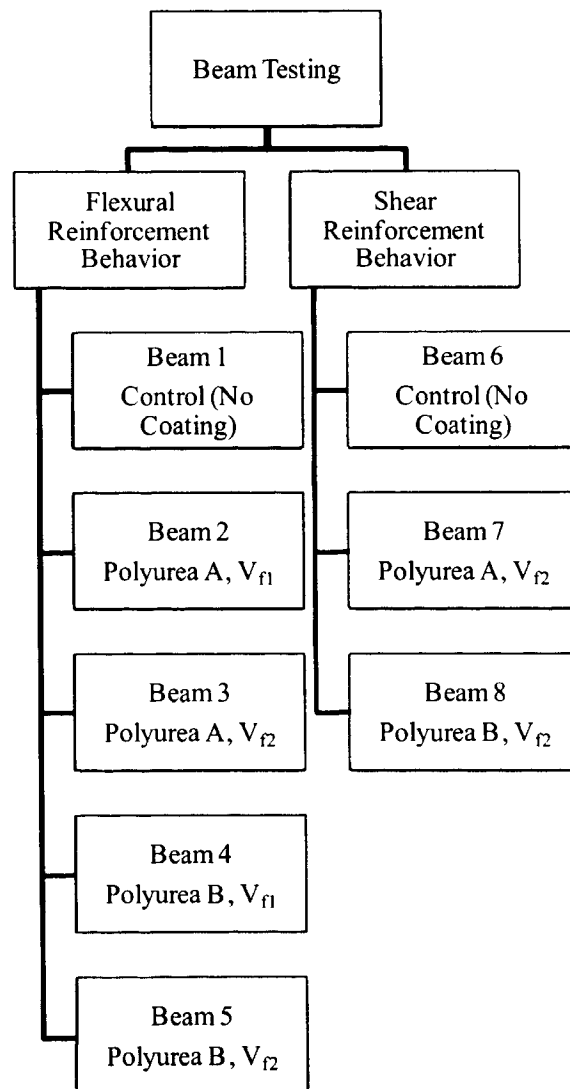 Beam Testing
Flexural
Reinforcement
Behavior
Shear
Reinforcement
Behavior
Beam 1
Control (No
Coating)
Beam 2
Polyurea A, Vf1
Beam 3
Polyurea A, Vf2
Beam 4
Polyurea B, Vf1
Beam 5
Polyurea B, Vf2
Beam 6
Control (No
Coating)
Beam 7
Polyurea A, Vf2
Beam 8
Polyurea B, Vf2